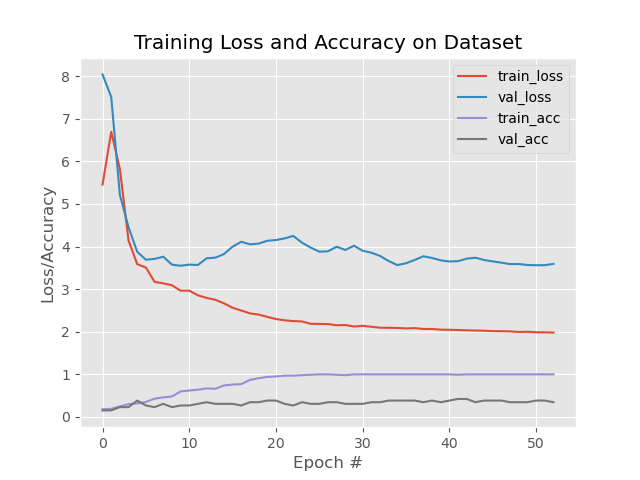 Training Loss and Accuracy on Dataset
train_loss
val_loss
train_acc
val_acc
Loss/Accuracy
8
7
6
5
4
3
2
1
0
0 10 20 30 40 50
Epoch #